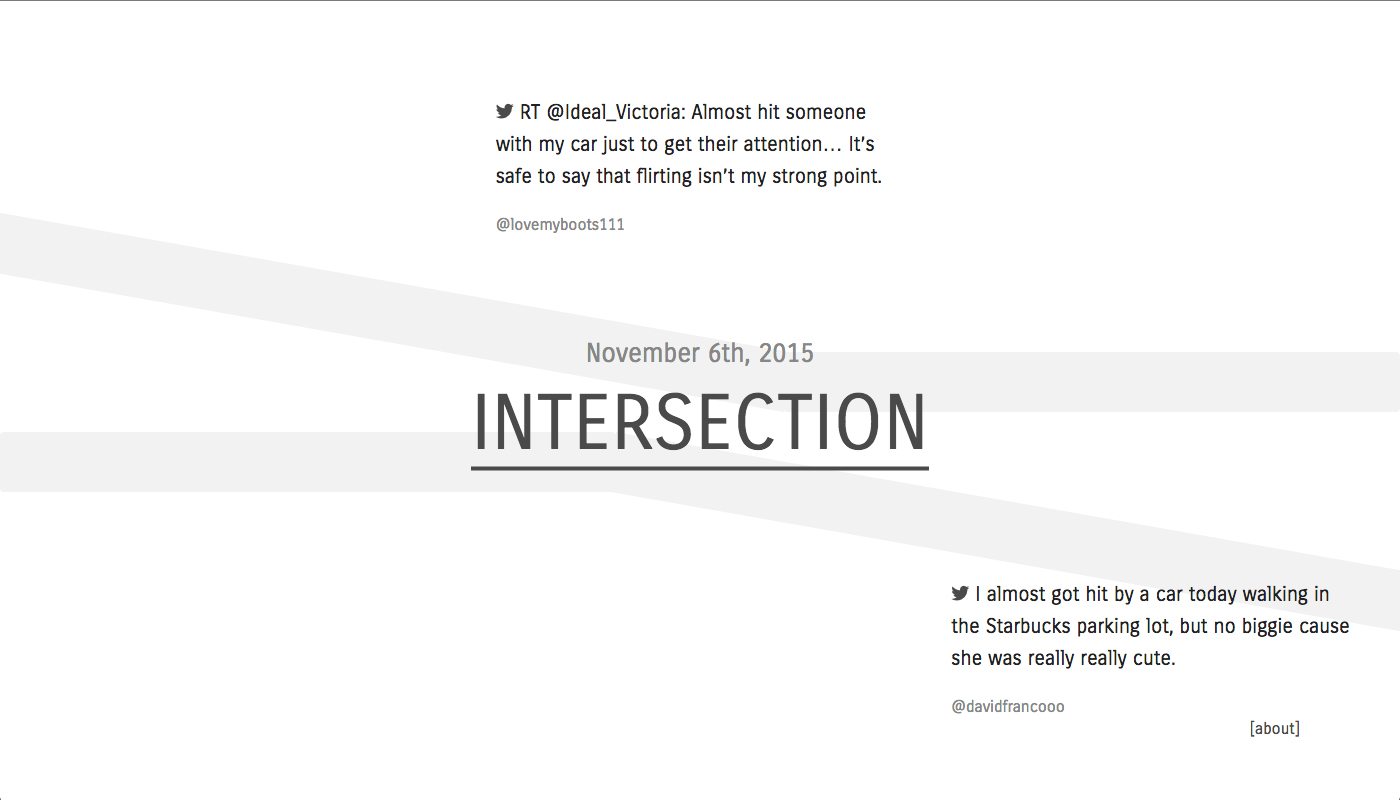 RT @Ideal_Victoria: Almost hit someone
with my car just to get their attention… It’s
safe to say that flirting isn’t my strong point.
@lovemyboots111
November 6th, 2015
INTERSECTION
I almost got hit by a car today walking in
the Starbucks parking lot, but no biggie cause
she was really really cute.
@davidfrancooo
[about]